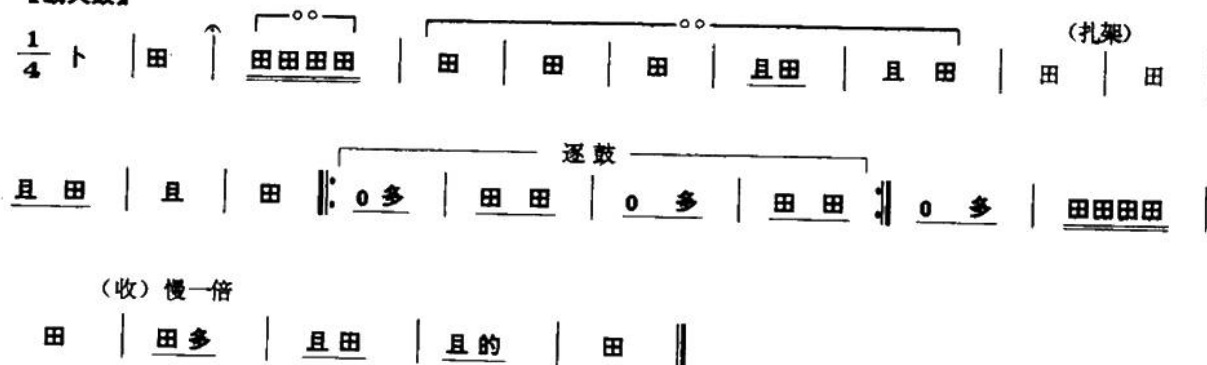 ○○ ○○ (扎架)
1/4 卜 | 田 | 田田田田 | 田 | 田 | 田 | 且田 | 且 田 | 田 | 田
逐鼓
且 田 | 且 | 田 ‖: 0 多 | 田 田 | 0 多 | 田 田 :‖ 0 多 | 田田田田 |
(收)慢一倍
田 | 田多 | 且田 | 且的 | 田 ‖